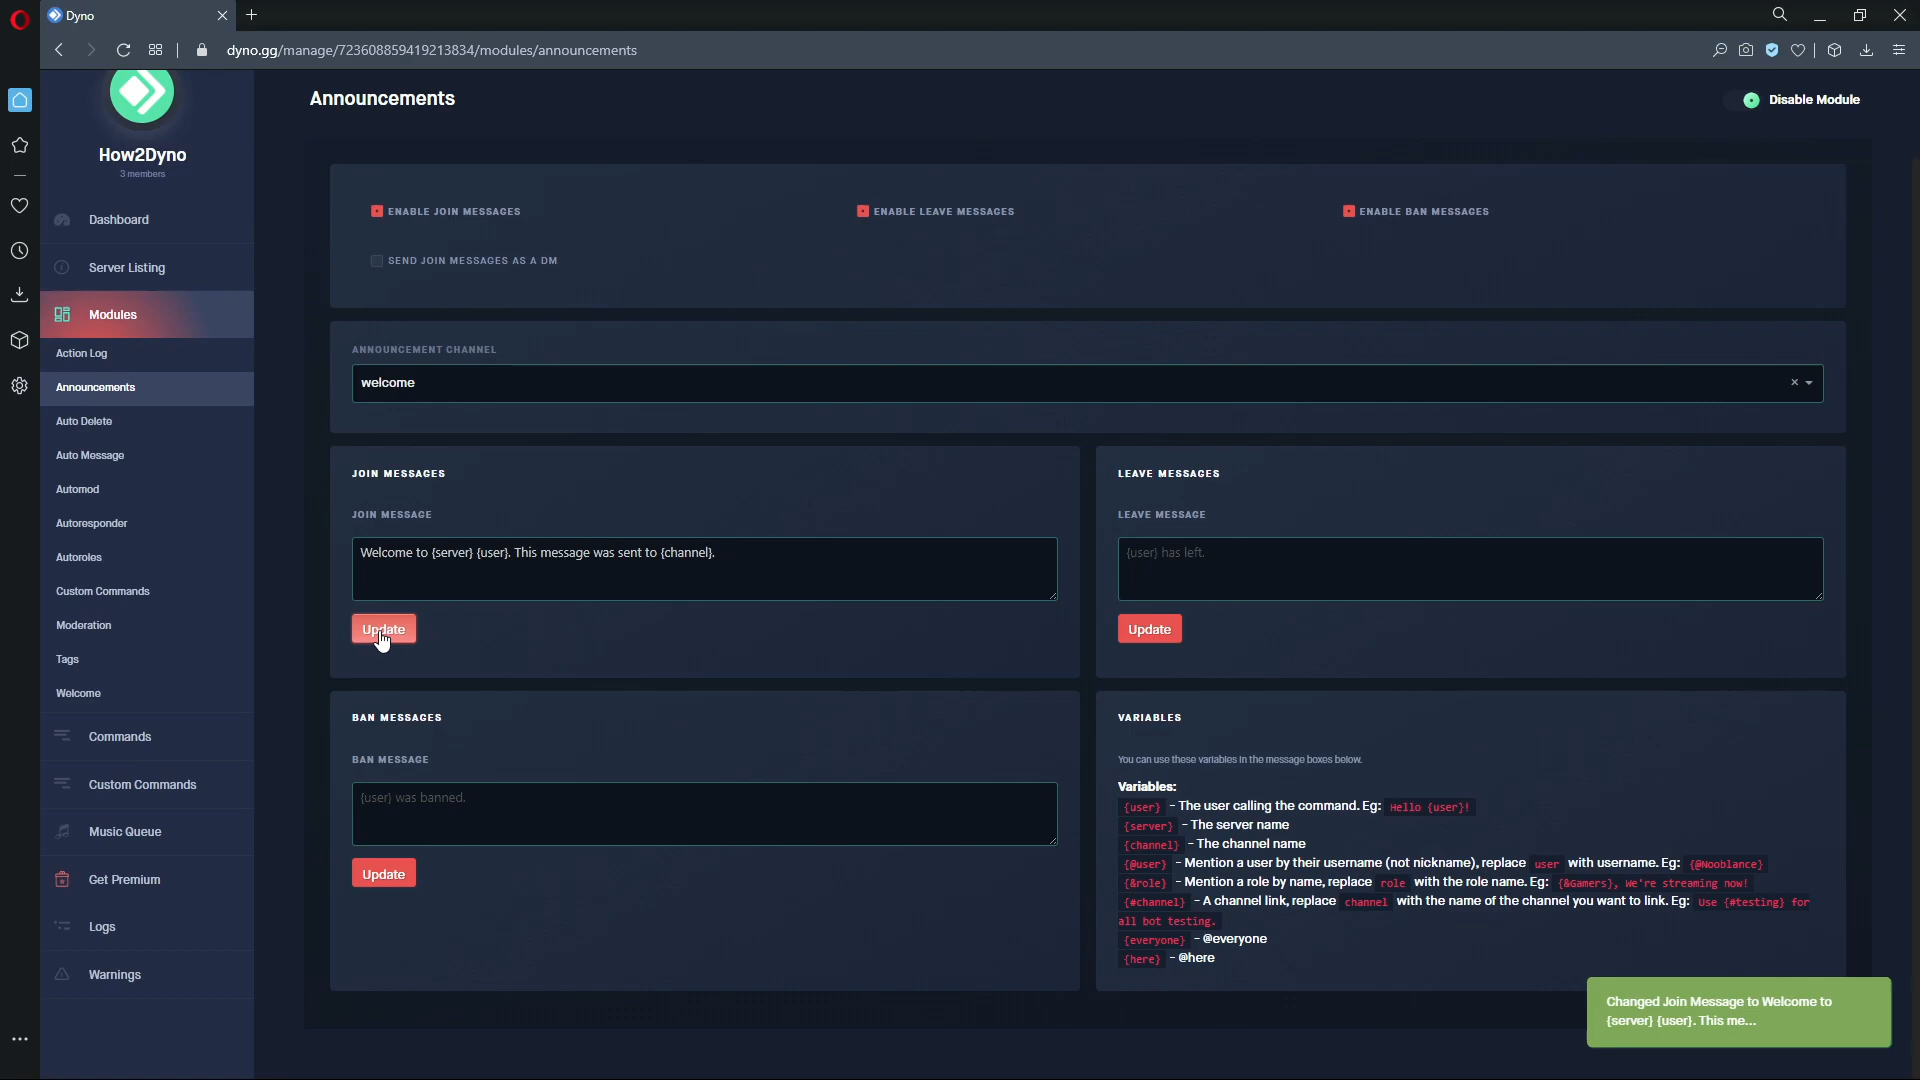 Dyno
dyno.gg/manage/723608859419213834/modules/announcements
How2Dyno
3 members
Dashboard
Server Listing
Modules
Action Log
Announcements
Auto Delete
Auto Message
Automod
Autoresponder
Autoroles
Custom Commands
Moderation
Tags
Welcome
Commands
Custom Commands
Music Queue
Get Premium
Logs
Warnings
Announcements
Disable Module
ENABLE JOIN MESSAGES
ENABLE LEAVE MESSAGES
ENABLE BAN MESSAGES
SEND JOIN MESSAGES AS A DM
ANNOUNCEMENT CHANNEL
welcome
JOIN MESSAGES
JOIN MESSAGE
Welcome to {server} {user}. This message was sent to {channel}.
Update
LEAVE MESSAGES
LEAVE MESSAGE
{user} has left.
Update
BAN MESSAGES
BAN MESSAGE
{user} was banned.
Update
VARIABLES
You can use these variables in the message boxes below.
Variables:
{user} - The user calling the command. Eg: Hello {user}!
{server} - The server name
{channel} - The channel name
{@user} - Mention a user by their username (not nickname), replace user with username. Eg: {@Nooblance}
{&role} - Mention a role by name, replace role with the role name. Eg: {&Gamers}, We're streaming now!
{#channel} - A channel link, replace channel with the name of the channel you want to link. Eg: Use {#testing} for
all bot testing.
{everyone} - @everyone
{here} - @here
Changed Join Message to Welcome to
{server} {user}. This me...